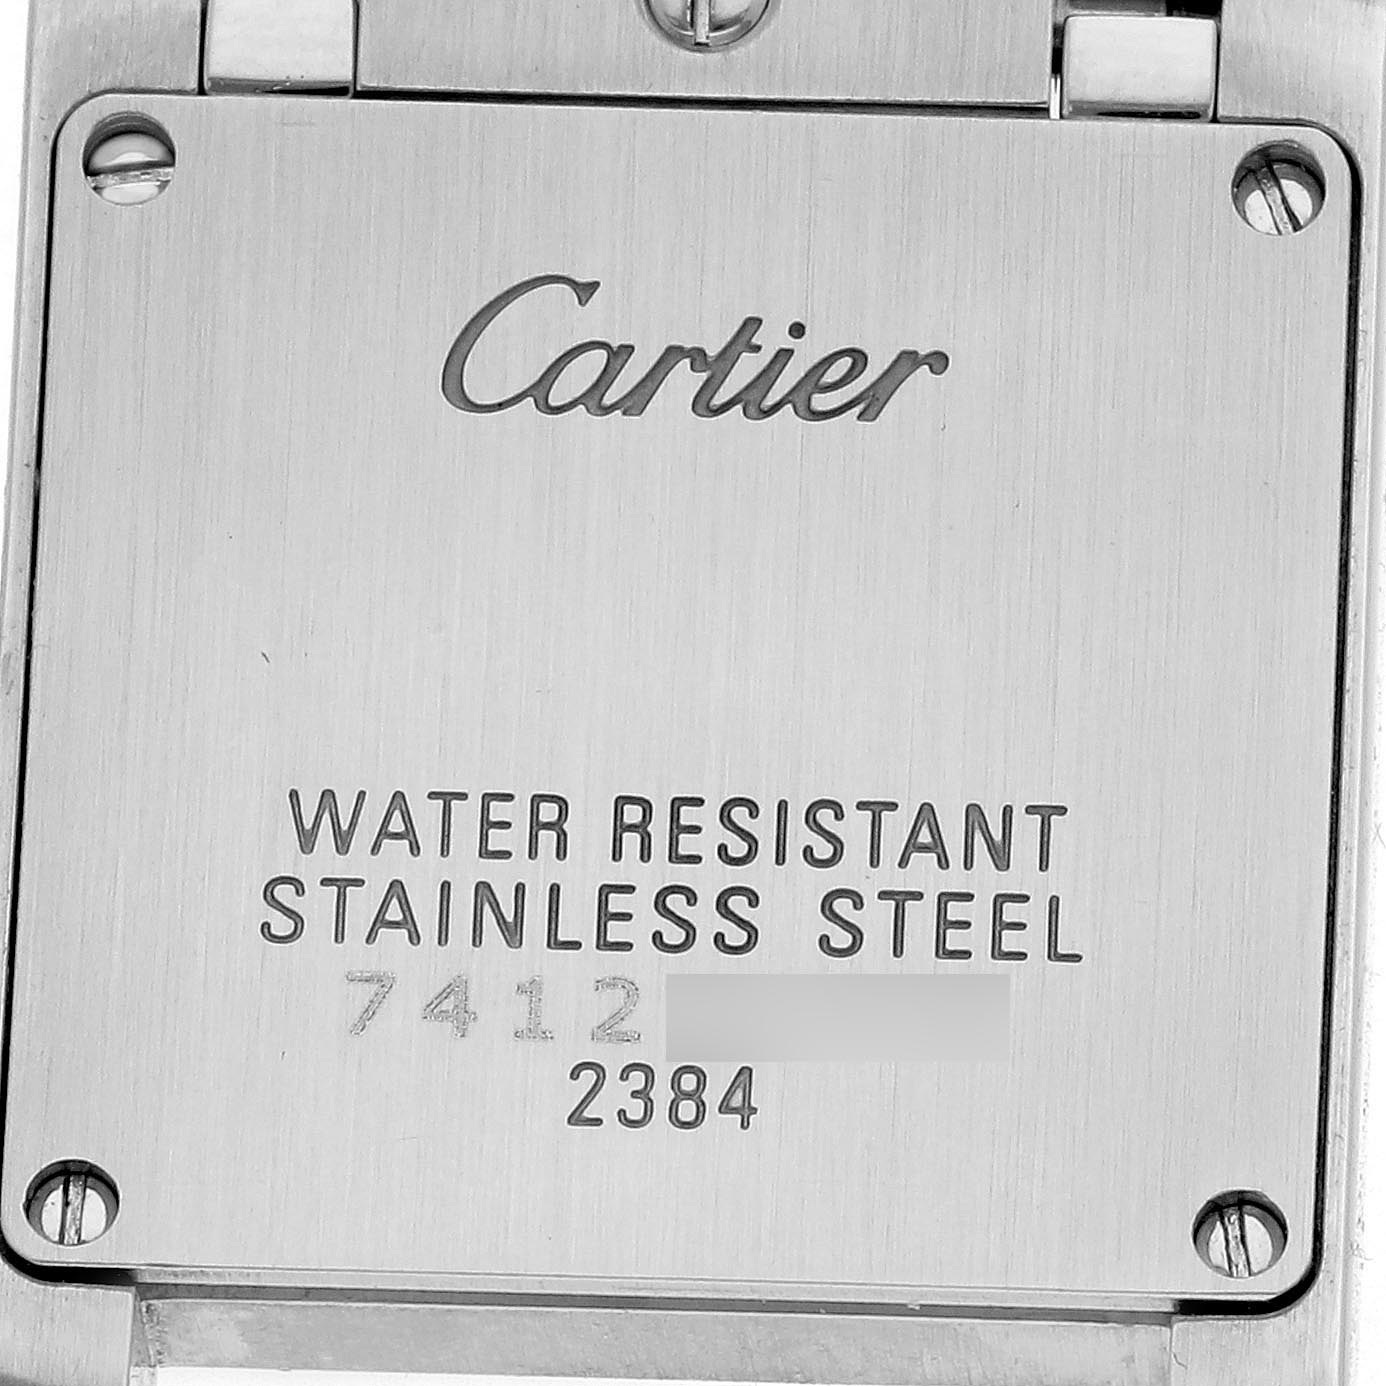 Cartier
WATER RESISTANT
STAINLESS STEEL
7412
2384